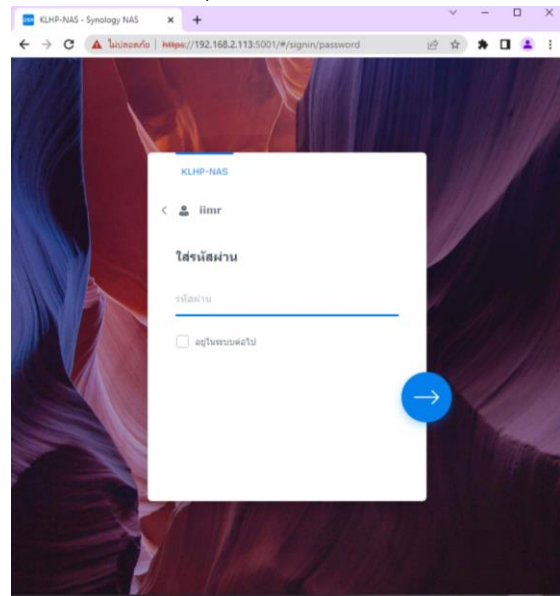 KLHP-NAS - Synology NAS
ไม่ปลอดภัย https://192.168.2.113:5001/#/signin/password
KLHP-NAS
iimr
ใส่รหัสผ่าน
รหัสผ่าน
อยู่ในระบบต่อไป